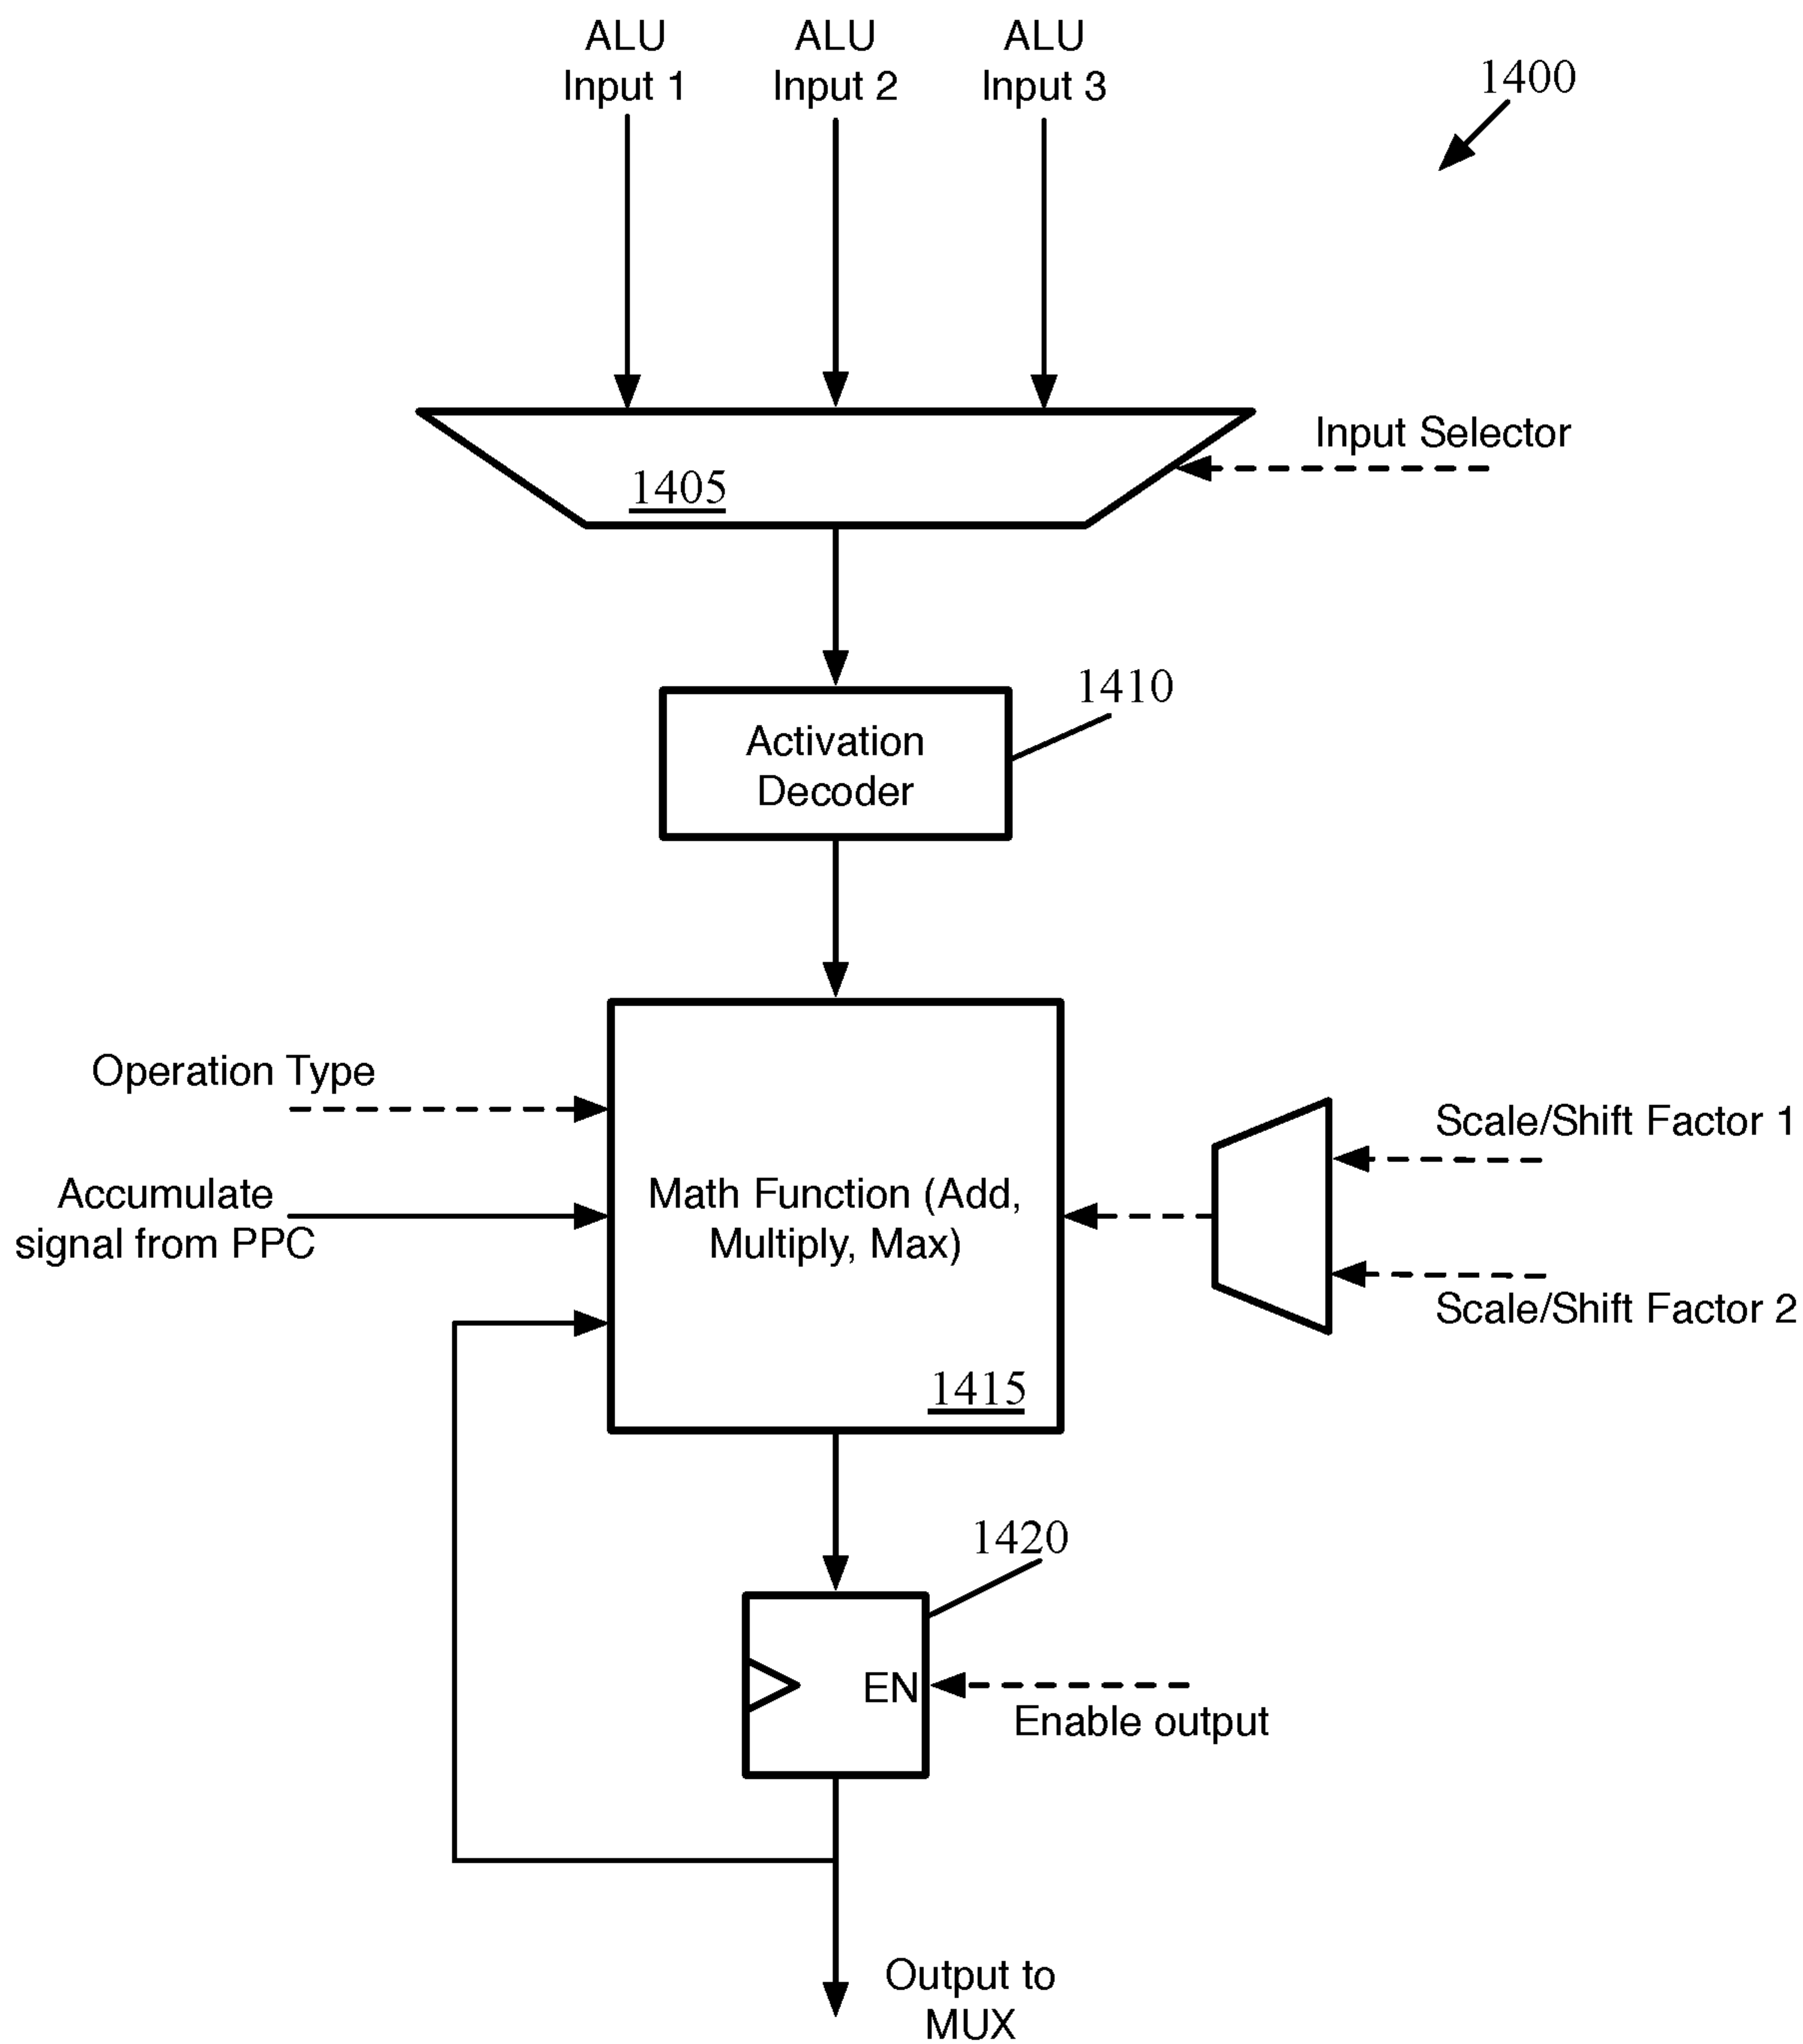 ALU
Input 1
ALU
Input 2
ALU
Input 3
1400
Input Selector
1405
1410
Activation
Decoder
Operation Type
Accumulate
signal from PPC
Math Function (Add,
Multiply, Max)
1415
Scale/Shift Factor 1
Scale/Shift Factor 2
1420
EN
Enable output
Output to
MUX